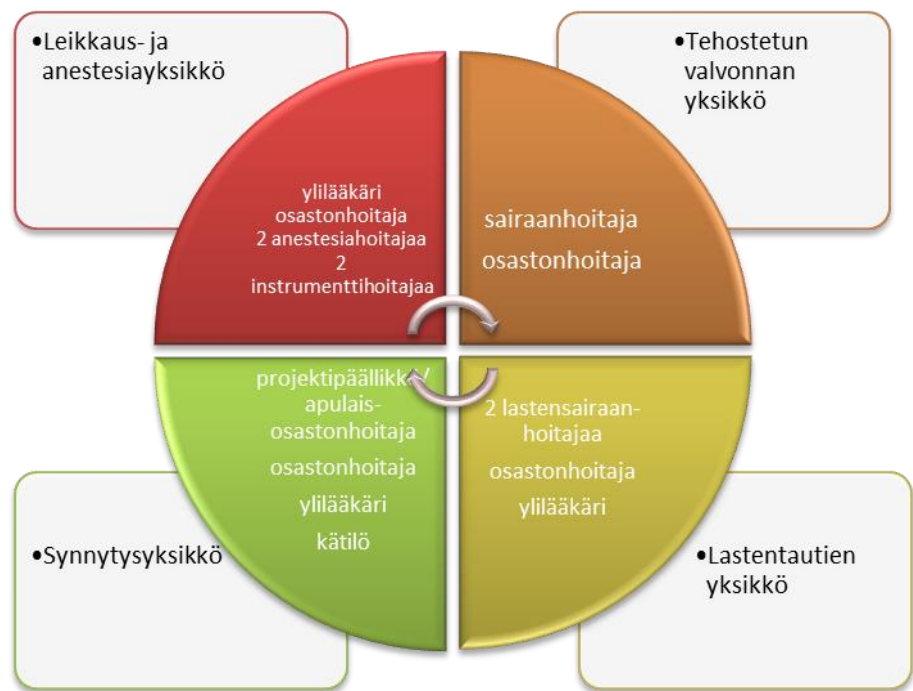 •Leikkaus- ja
anestesiayksikkö
•Tehostetun
valvonnan
yksikkö
ylilääkäri
osastonhoitaja
2 anestesiahoitajaa
2
instrumenttihoitajaa
sairaanhoitaja
osastonhoitaja
projektipäällikkö/
apulais-
osastonhoitaja
osastonhoitaja
ylilääkäri
kätilö
2 lastensairaan-
hoitajaa
osastonhoitaja
ylilääkäri
•Synnytysyksikkö
•Lastentautien
yksikkö